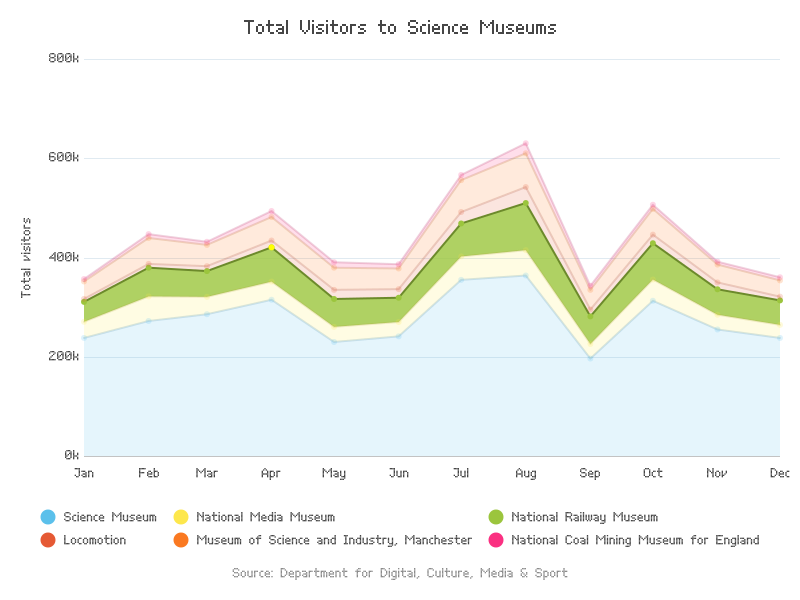 Total Visitors to Science Museums
Total visitors
800k
600k
400k
200k
0k
Jan Feb Mar Apr May Jun Jul Aug Sep Oct Nov Dec
Science Museum National Media Museum National Railway Museum
Locomotion Museum of Science and Industry, Manchester National Coal Mining Museum for England
Source: Department for Digital, Culture, Media & Sport